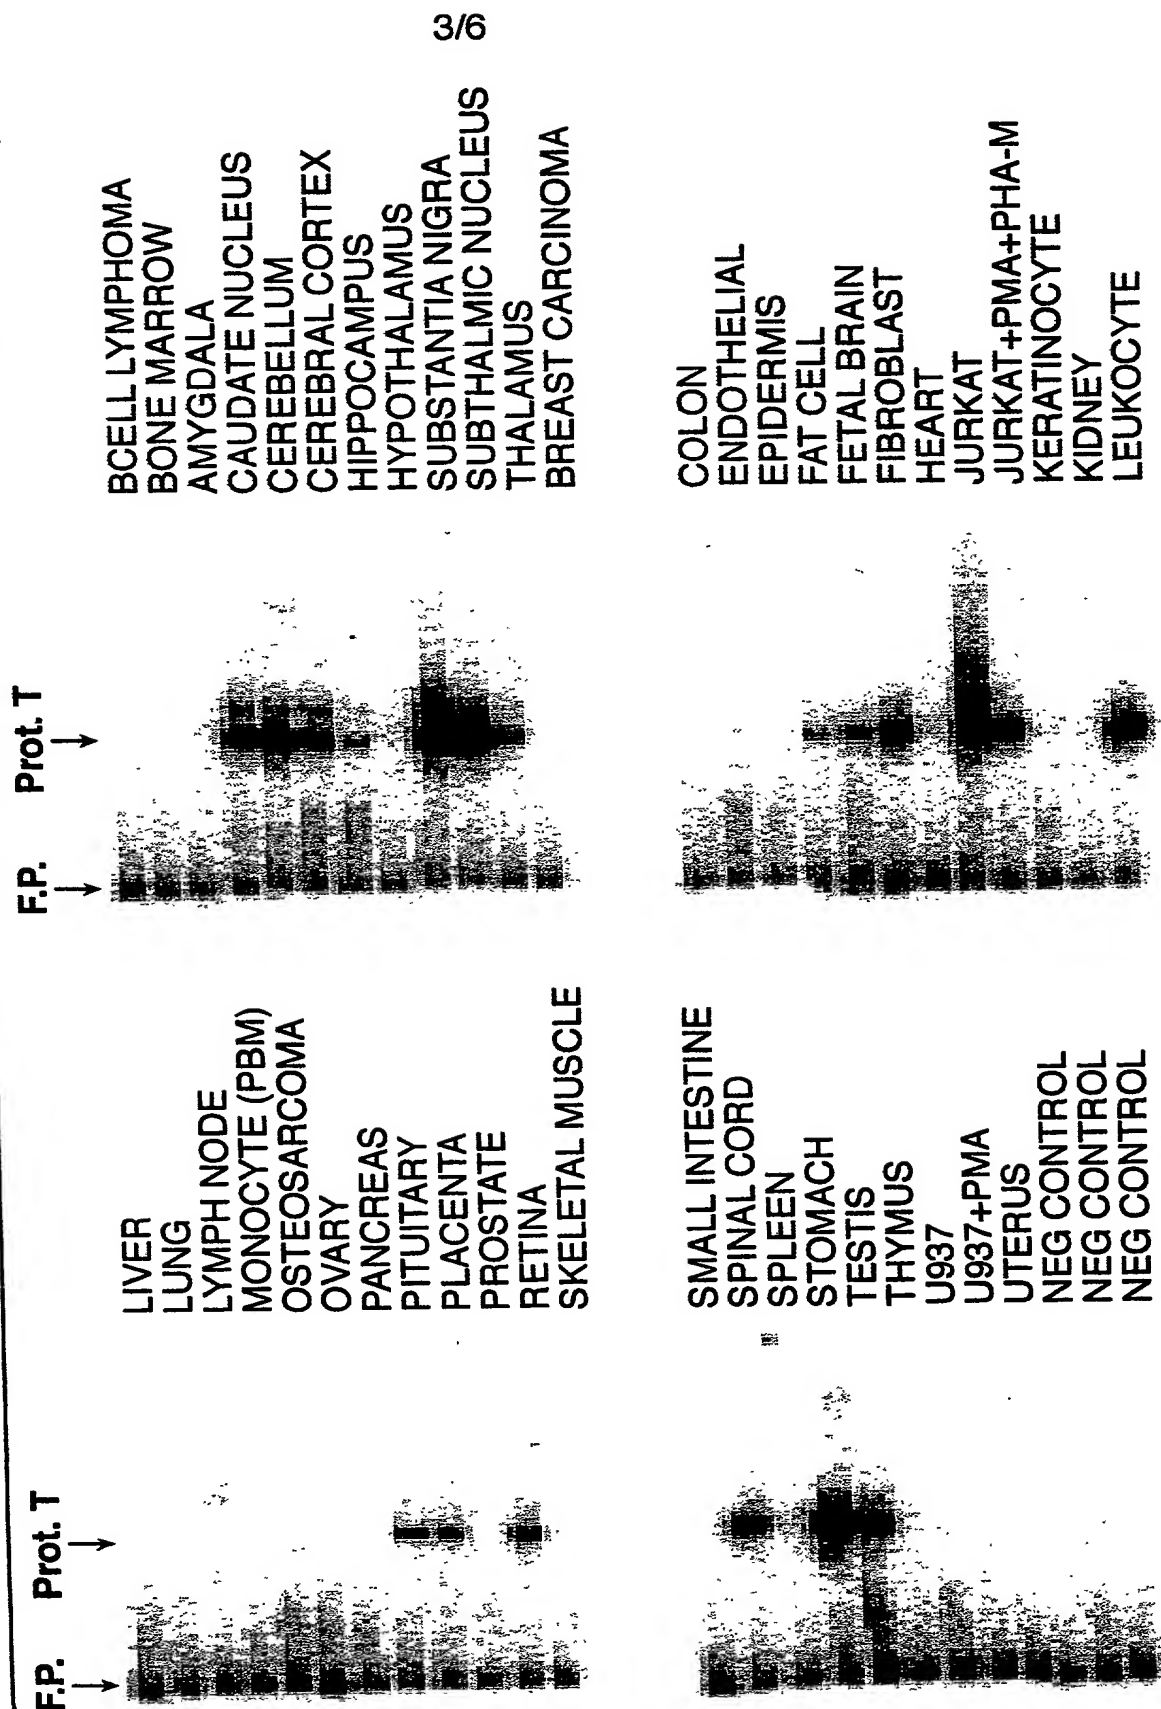 3/6
F.P.
Prot. T
BCELL LYMPHOMA
BONE MARROW
AMYGDALA
CAUDATE NUCLEUS
CEREBELLUM
CEREBRAL CORTEX
HIPPOCAMPUS
HYPOTHALAMUS
SUBSTANTIA NIGRA
SUBTHALMIC NUCLEUS
THALAMUS
BREAST CARCINOMA
COLON
ENDOTHELIAL
EPIDERMIS
FAT CELL
FETAL BRAIN
FIBROBLAST
HEART
JURKAT
JURKAT+PMA+PHA-M
KERATINOCYTE
KIDNEY
LEUKOCYTE
F.P.
Prot. T
LIVER
LUNG
LYMPH NODE
MONOCYTE (PBM)
OSTEOSARCOMA
OVARY
PANCREAS
PITUITARY
PLACENTA
PROSTATE
RETINA
SKELETAL MUSCLE
SMALL INTESTINE
SPINAL CORD
SPLEEN
STOMACH
TESTIS
THYMUS
U937
U937+PMA
UTERUS
NEG CONTROL
NEG CONTROL
NEG CONTROL